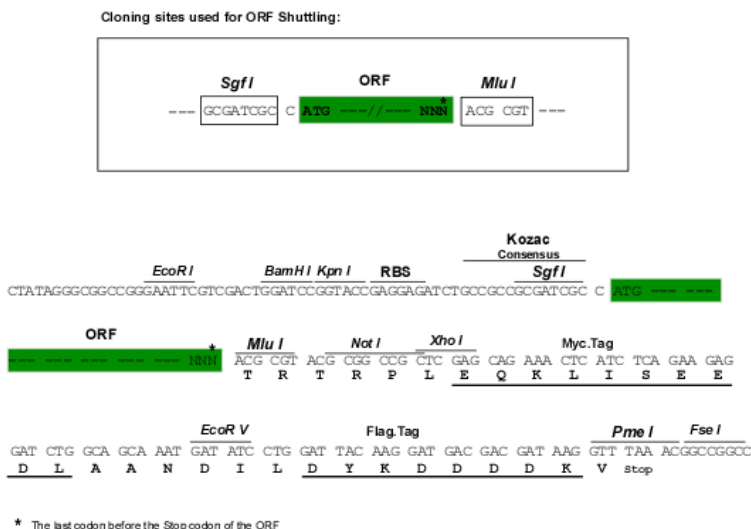 Cloning sites used for ORF Shuttling:
Sgf I ORF Mlu I
--- GCGATCGC C ATG ---//--- NNN* ACG CGT ---
Kozac
Consensus
EcoR I BamH I Kpn I RBS Sgf I
CTATAGGGCGGCCGGGAATTCGTCGACTGGATCCGGTACCGAGGAGATCTGCCGCCGCGATCGC C ATG --- ---
ORF Mlu I Not I Xho I Myc.Tag
--- --- --- --- --- --- NNN* ACG CGT ACG CGG CCG CTC GAG CAG AAA CTC ATC TCA GAA GAG
T R T R P L E Q K L I S E E
EcoR V Flag.Tag Pme I Fse I
GAT CTG GCA GCA AAT GAT ATC CTG GAT TAC AAG GAT GAC GAC GAT AAG GTT TAA ACGGCCGGCC
D L A A N D I L D Y K D D D D K V Stop
* The last codon before the Stop codon of the ORF